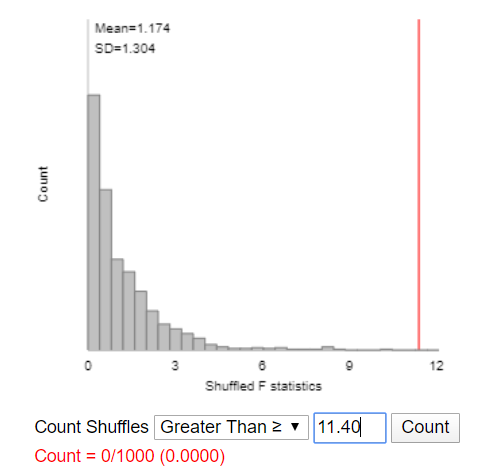 Mean=1.174
SD=1.304
Count
0 3 6 9 12
Shuffled F statistics
Count Shuffles Greater Than ≥ ▼ 11.40 Count
Count = 0/1000 (0.0000)